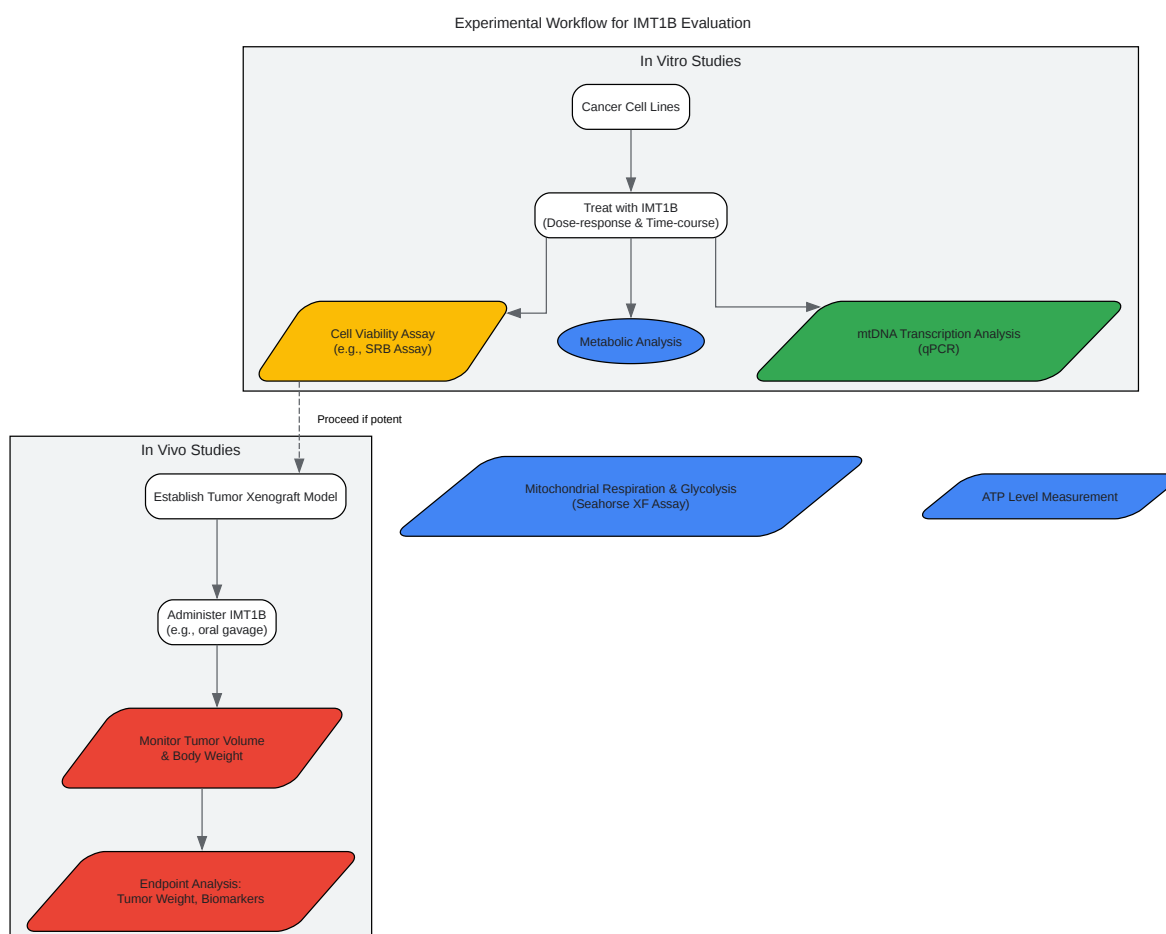 Experimental Workflow for IMT1B Evaluation
In Vitro Studies
Cancer Cell Lines
Treat with IMT1B
(Dose-response & Time-course)
Cell Viability Assay
(e.g., SRB Assay)
Metabolic Analysis
mtDNA Transcription Analysis
(qPCR)
Proceed if potent
In Vivo Studies
Establish Tumor Xenograft Model
Mitochondrial Respiration & Glycolysis
(Seahorse XF Assay)
ATP Level Measurement
Administer IMT1B
(e.g., oral gavage)
Monitor Tumor Volume
& Body Weight
Endpoint Analysis:
Tumor Weight, Biomarkers